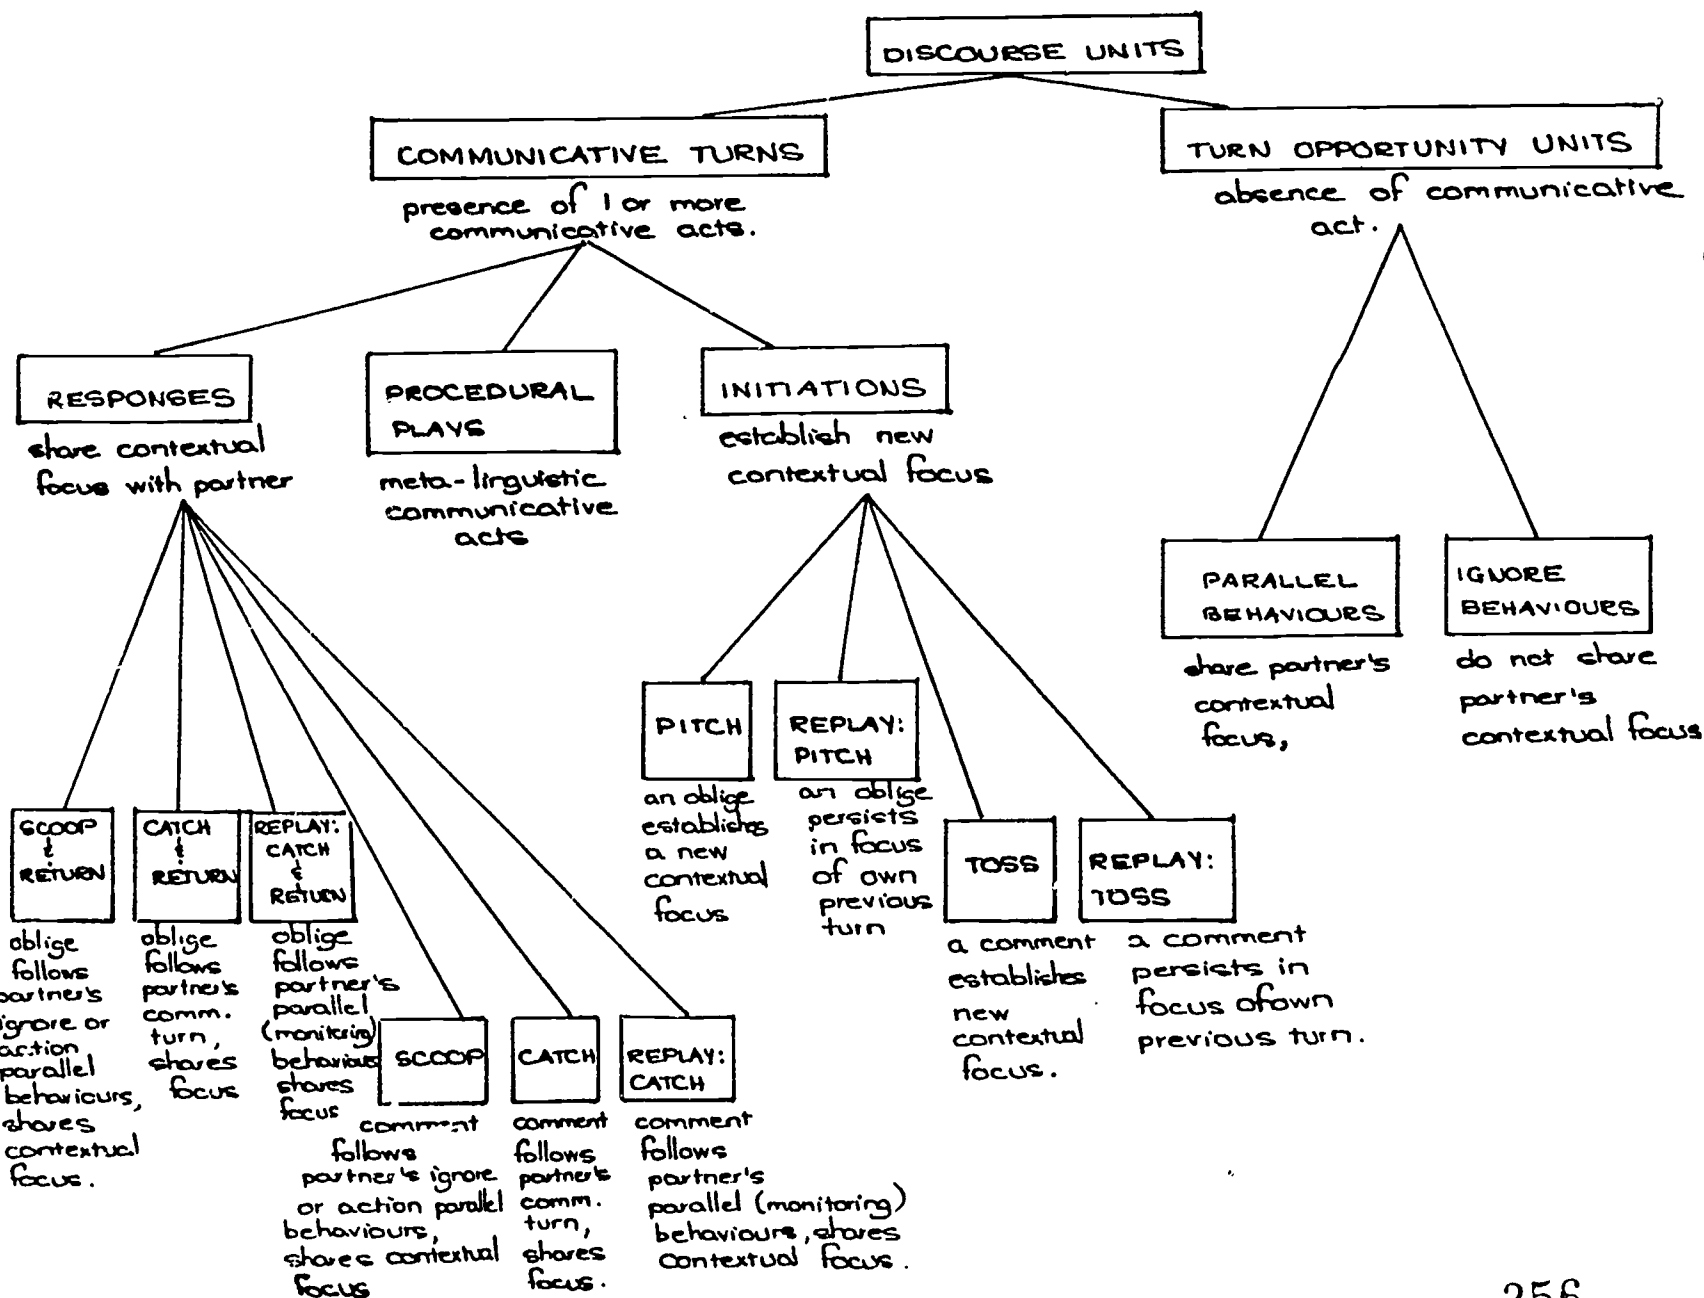 DISCOURSE UNITS
COMMUNICATIVE TURNS
presence of 1 or more
communicative acts.
TURN OPPORTUNITY UNITS
absence of communicative
act.
RESPONSES
share contextual
focus with partner
PROCEDURAL
PLAYS
meta-linguistic
communicative
acts
INITIATIONS
establish new
contextual focus
PARALLEL
BEHAVIOURS
share partner's
contextual
focus,
IGNORE
BEHAVIOURS
do not share
partner's
contextual focus
PITCH
an oblige
establishes
a new
contextual
focus
REPLAY:
PITCH
an oblige
persists
in focus
of own
previous
turn
TOSS
a comment
establishes
new
contextual
focus.
REPLAY:
TOSS
a comment
persists in
focus of own
previous turn.
SCOOP
&
RETURN
oblige
follows
partner's
ignore or
action
parallel
behaviours,
shares
contextual
focus.
CATCH
&
RETURN
oblige
follows
partner's
comm.
turn,
shares
focus
REPLAY:
CATCH
&
RETURN
oblige
follows
partner's
parallel
(monitoring)
behaviours
shares
focus
SCOOP
comment
follows
partner's ignore
or action parallel
behaviours,
shares contextual
focus
CATCH
comment
follows
partner's
comm.
turn,
shares
focus.
REPLAY:
CATCH
comment
follows
partner's
parallel (monitoring)
behaviours, shares
contextual focus.
256